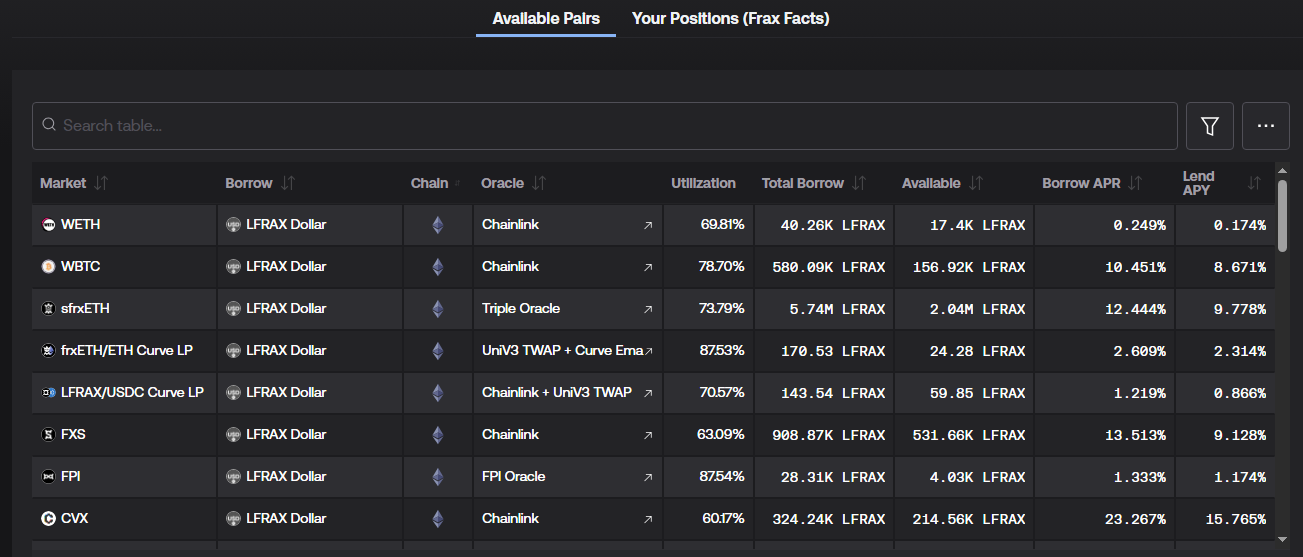 Available Pairs Your Positions (Frax Facts)
Search table...
Market Borrow Chain Oracle Utilization Total Borrow Available Borrow APR Lend APY
WETH LFRAX Dollar Chainlink 69.81% 40.26K LFRAX 17.4K LFRAX 0.249% 0.174%
WBTC LFRAX Dollar Chainlink 78.70% 580.09K LFRAX 156.92K LFRAX 10.451% 8.671%
sfrxETH LFRAX Dollar Triple Oracle 73.79% 5.74M LFRAX 2.04M LFRAX 12.444% 9.778%
frxETH/ETH Curve LP LFRAX Dollar UniV3 TWAP + Curve Ema 87.53% 170.53 LFRAX 24.28 LFRAX 2.609% 2.314%
LFRAX/USDC Curve LP LFRAX Dollar Chainlink + UniV3 TWAP 70.57% 143.54 LFRAX 59.85 LFRAX 1.219% 0.866%
FXS LFRAX Dollar Chainlink 63.09% 908.87K LFRAX 531.66K LFRAX 13.513% 9.128%
FPI LFRAX Dollar FPI Oracle 87.54% 28.31K LFRAX 4.03K LFRAX 1.333% 1.174%
CVX LFRAX Dollar Chainlink 60.17% 324.24K LFRAX 214.56K LFRAX 23.267% 15.765%